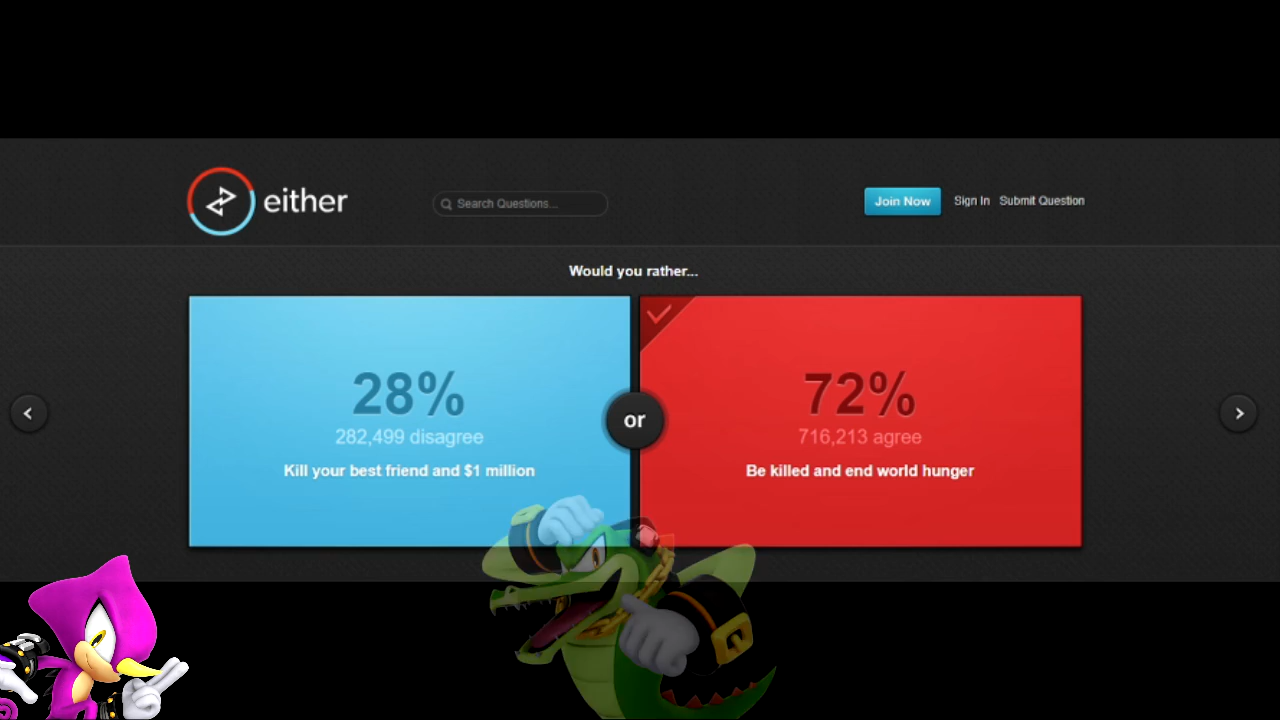 either
Search Questions...
Join Now
Sign In
Submit Question
Would you rather...
28%
282,499 disagree
Kill your best friend and $1 million
or
72%
716,213 agree
Be killed and end world hunger